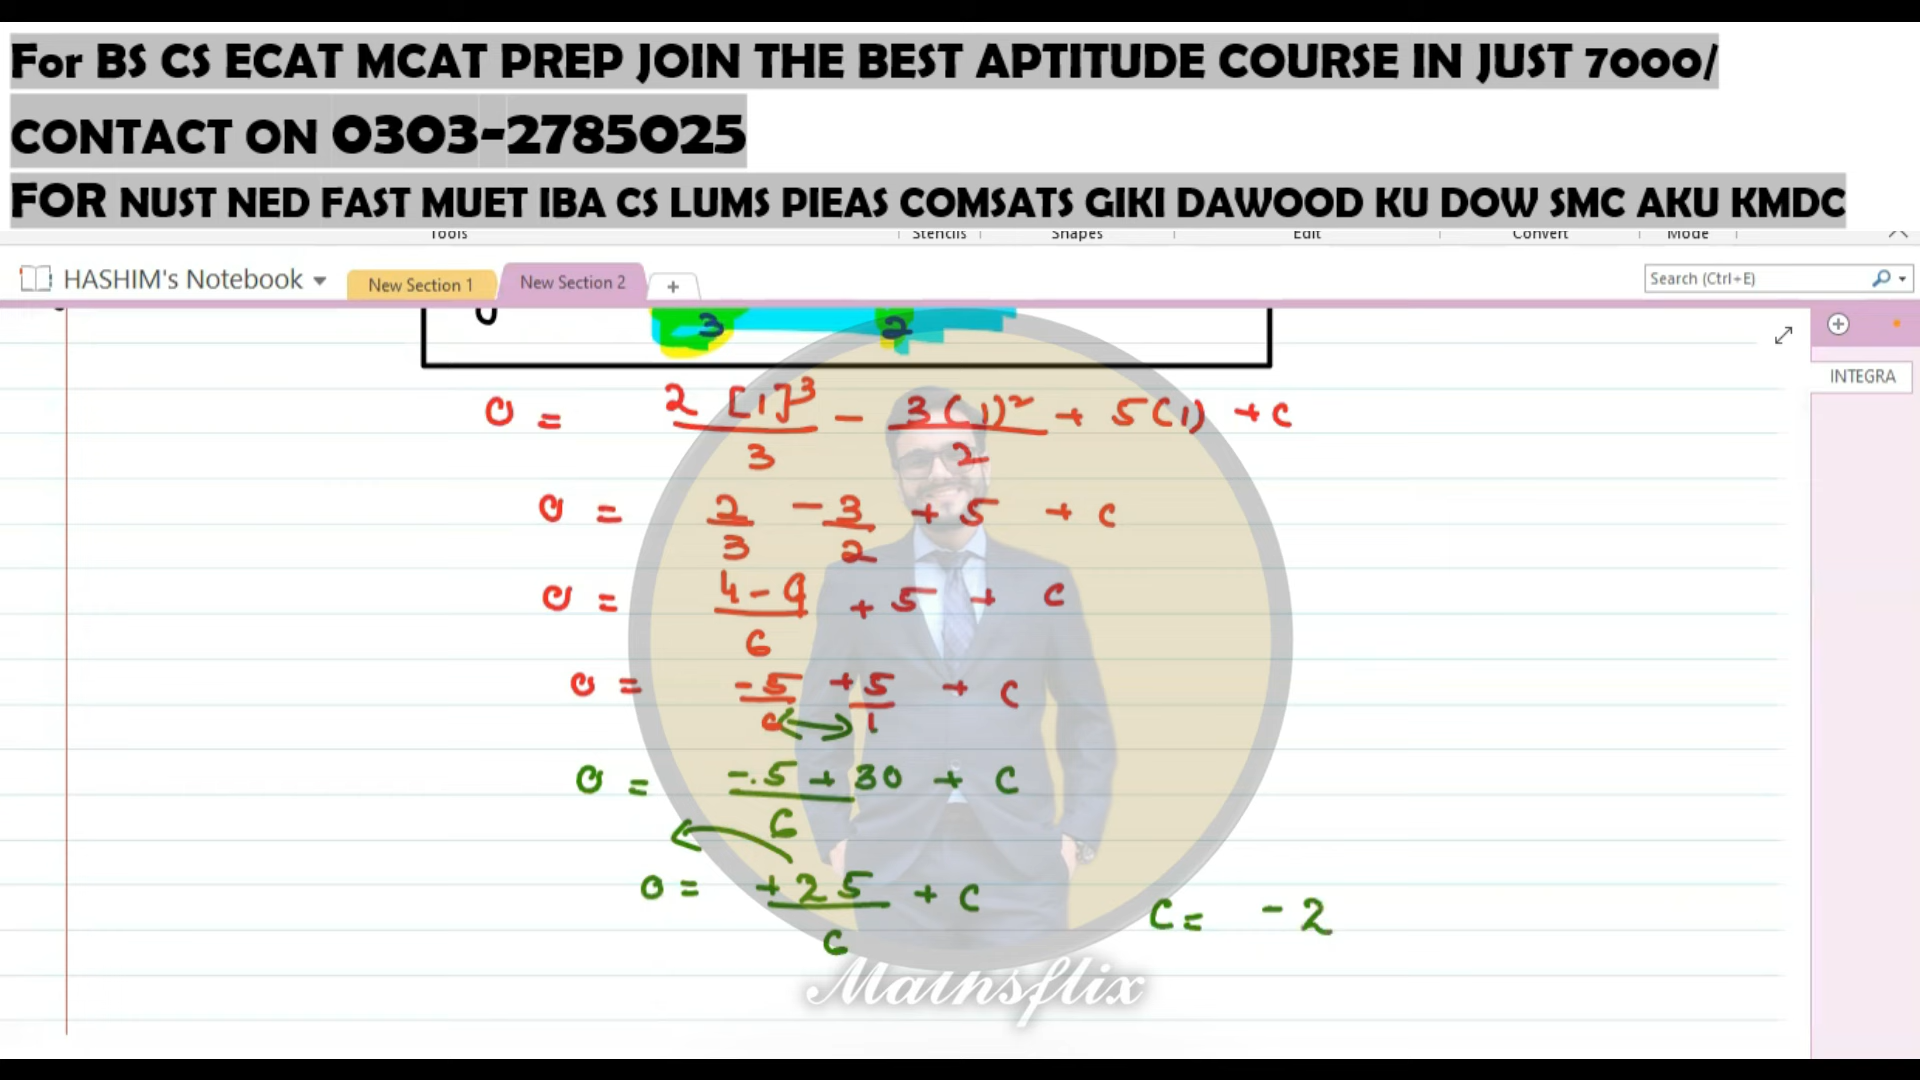 For BS CS ECAT MCAT PREP JOIN THE BEST APTITUDE COURSE IN JUST 7000/
CONTACT ON 0303-2785025
FOR NUST NED FAST MUET IBA CS LUMS PIEAS COMSATS GIKI DAWOOD KU DOW SMC AKU KMDC
Tools Stencils Shapes Edit Convert Mode
HASHIM's Notebook New Section 1 New Section 2 + Search (Ctrl+E)
3 2
INTEGRA
0 = 2[1]^3/3 - 3(1)^2/2 + 5(1) + c
0 = 2/3 - 3/2 + 5 + c
0 = 4-9/6 + 5 + c
0 = -5/6 + 5/1 + c
0 = -5+30/6 + c
0 = +25/6 + c
c = -2
Mathsflix